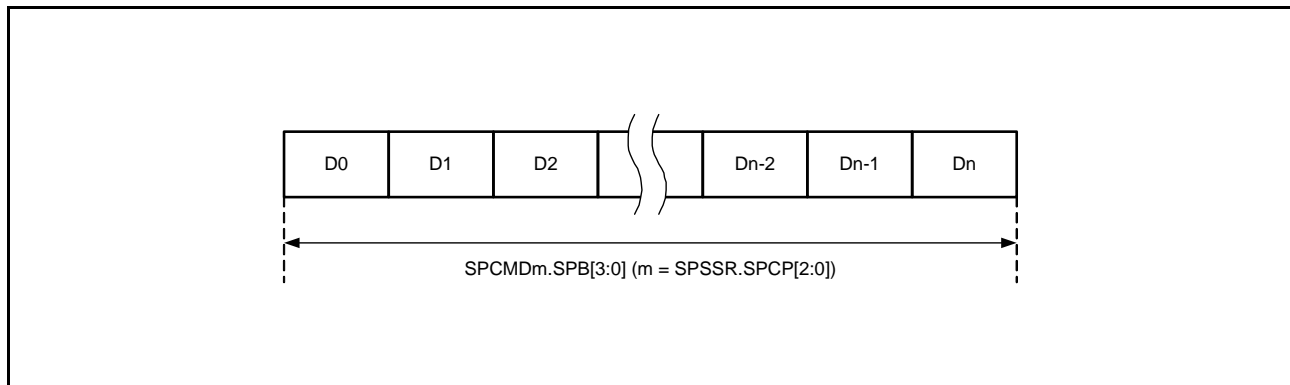 D0 D1 D2 Dn-2 Dn-1 Dn
SPCMDm.SPB[3:0] (m = SPSSR.SPCP[2:0])